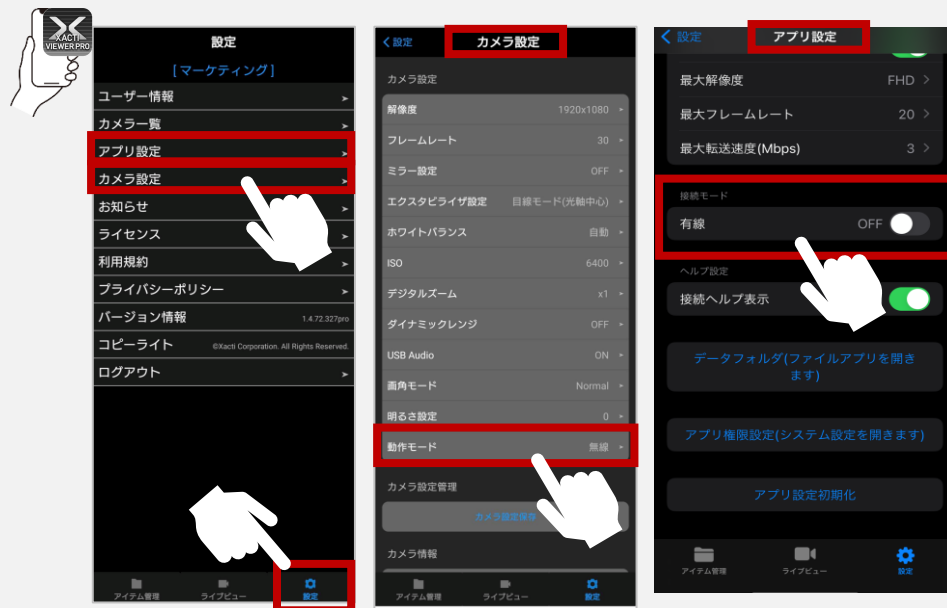 XACTI
VIEWER PRO
設定
[マーケティング]
ユーザー情報
カメラ一覧
アプリ設定
カメラ設定
お知らせ
ライセンス
利用規約
プライバシーポリシー
バージョン情報 1.4.72.327pro
コピーライト ©Xacti Corporation. All Rights Reserved.
ログアウト
アイテム管理 ライブビュー 設定
設定 カメラ設定
カメラ設定
解像度 1920x1080
フレームレート 30
ミラー設定 OFF
エクスタビライザ設定 目線モード(光軸中心)
ホワイトバランス 自動
ISO 6400
デジタルズーム x1
ダイナミックレンジ OFF
USB Audio ON
画角モード Normal
明るさ設定 0
動作モード 無線
カメラ設定管理
カメラ設定保存
カメラ情報
アイテム管理 ライブビュー 設定
設定 アプリ設定
最大解像度 FHD
最大フレームレート 20
最大転送速度(Mbps) 3
接続モード
有線 OFF
ヘルプ設定
接続ヘルプ表示
データフォルダ(ファイルアプリを開き
ます)
アプリ権限設定(システム設定を開きます)
アプリ設定初期化
アイテム管理 ライブビュー 設定